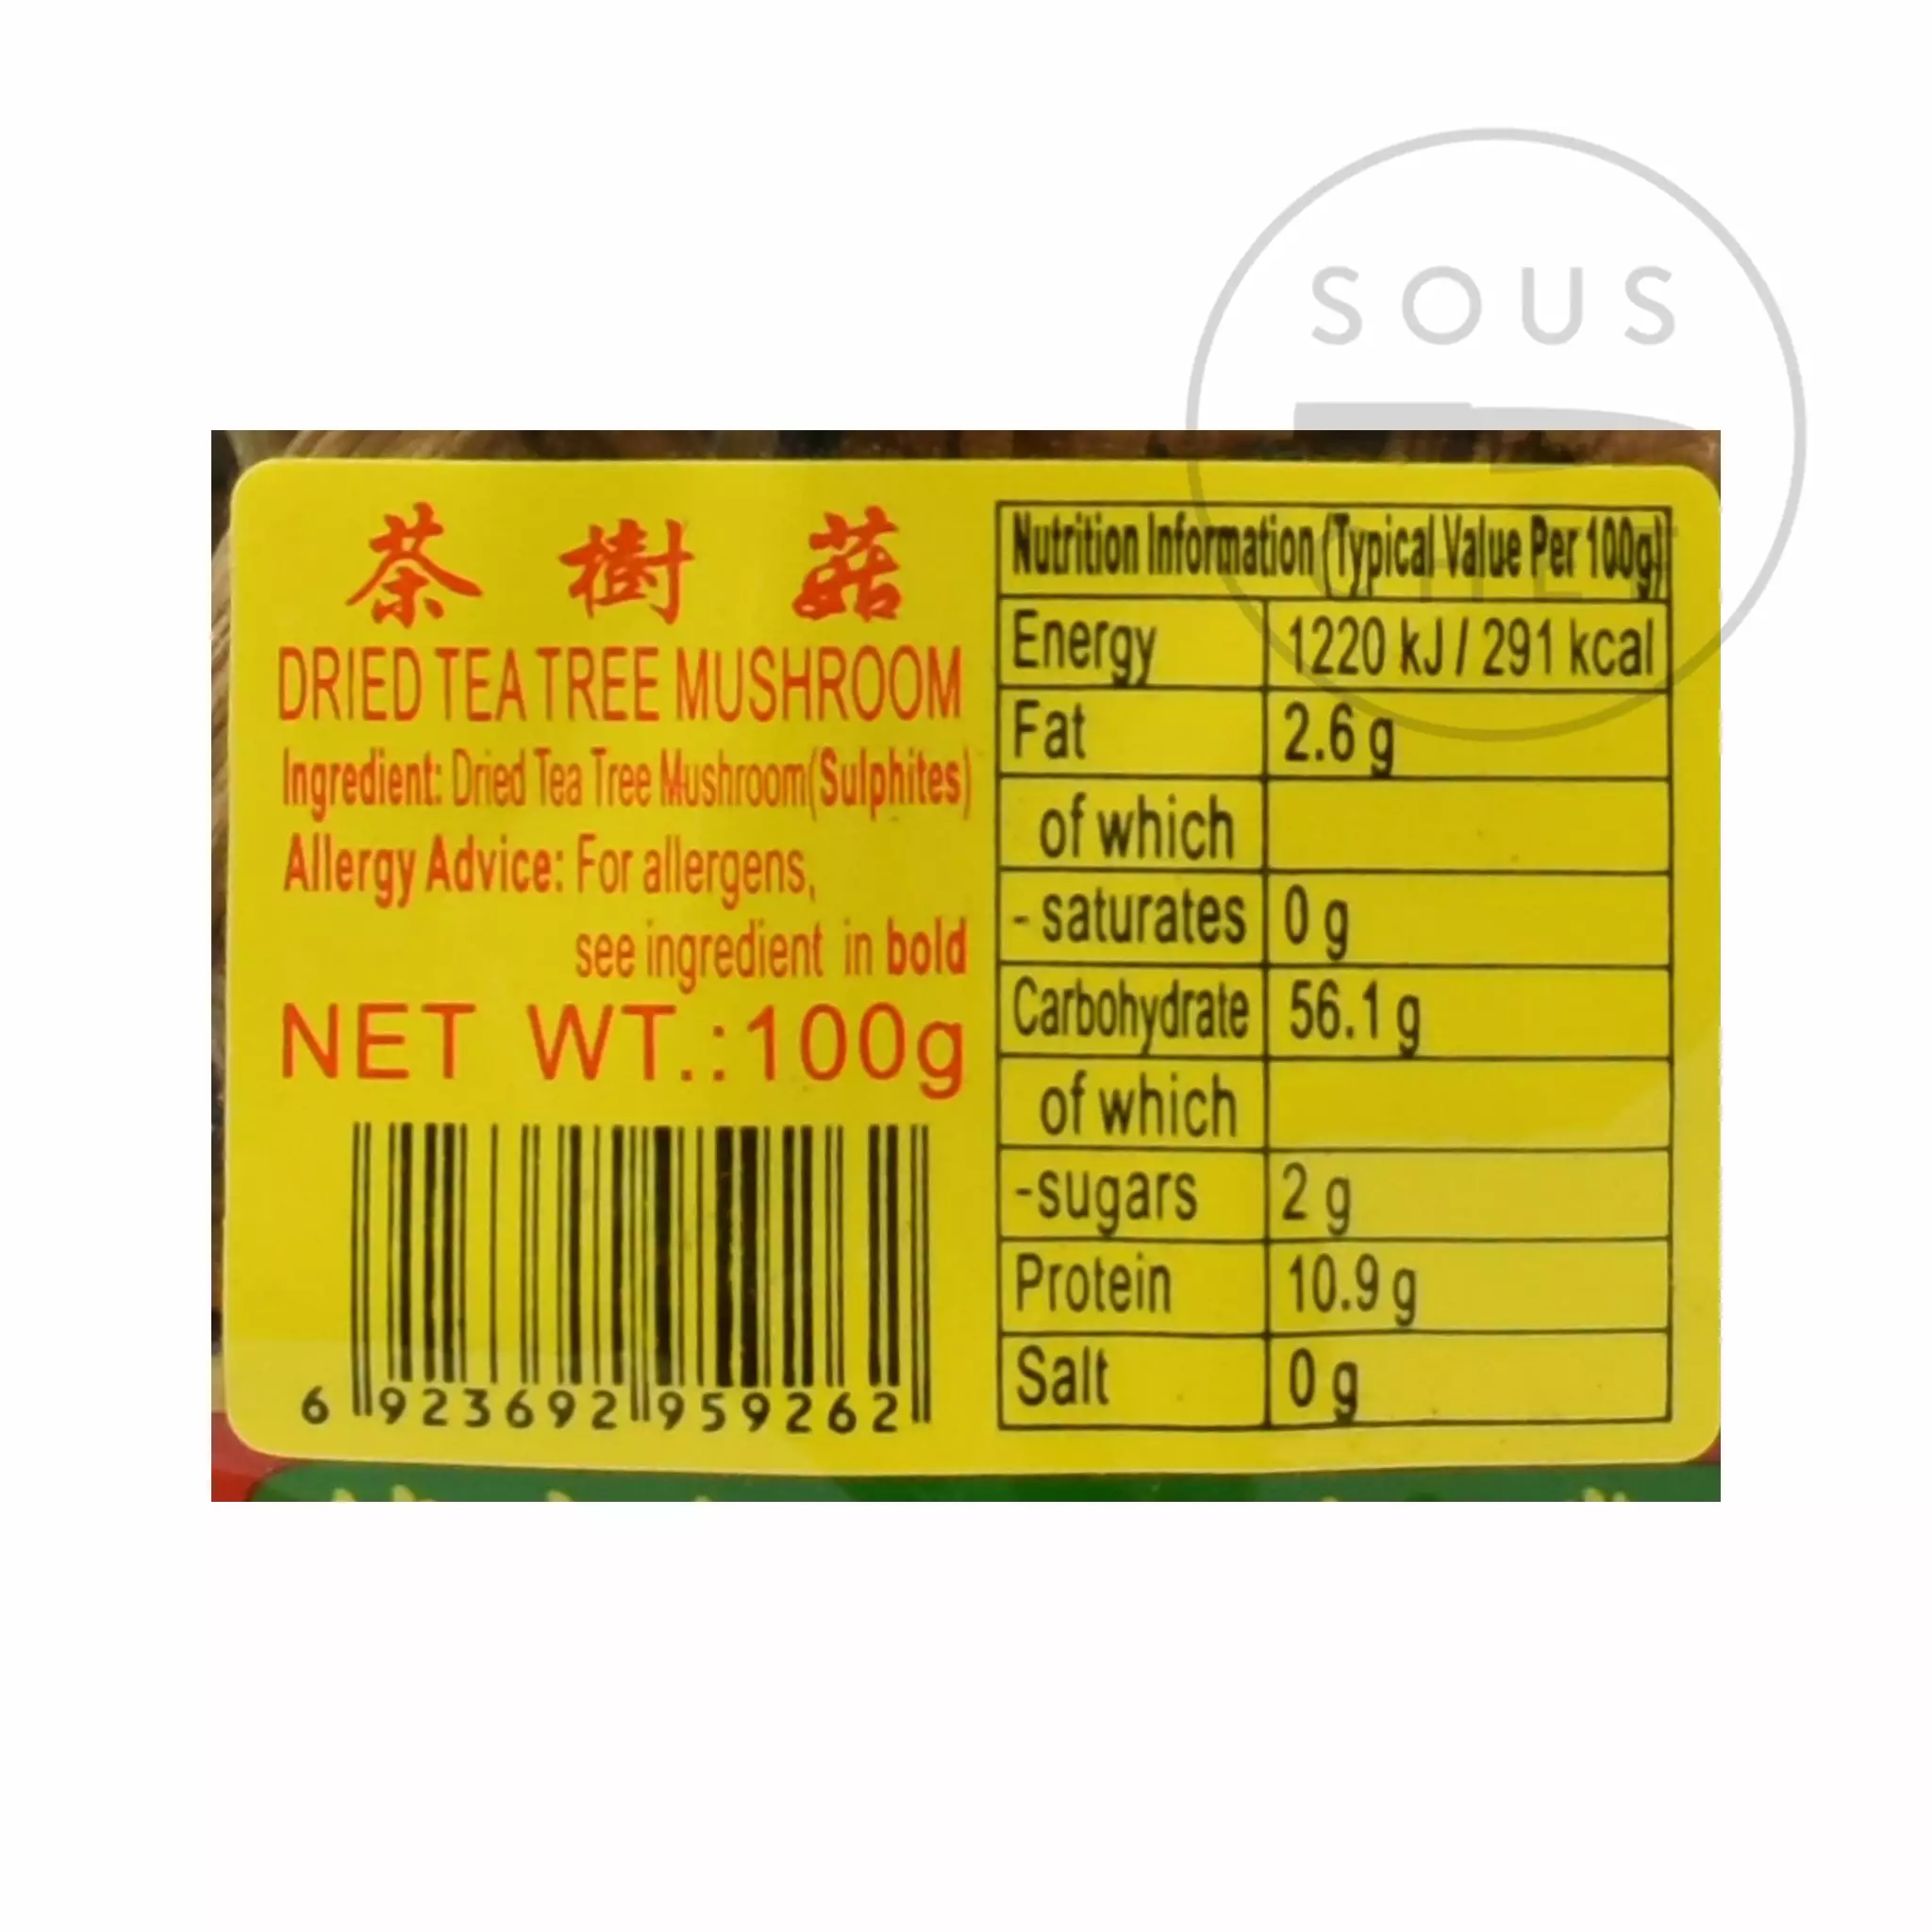 SOUS
CHEF
茶樹菇
DRIED TEA TREE MUSHROOM
Ingredient: Dried Tea Tree Mushroom(Sulphites)
Allergy Advice: For allergens,
see ingredient in bold
NET WT.:100g
6 923692 959262
Nutrition Information (Typical Value Per 100g)
Energy 1220 kJ / 291 kcal
Fat 2.6 g
of which
- saturates 0 g
Carbohydrate 56.1 g
of which
-sugars 2 g
Protein 10.9 g
Salt 0 g